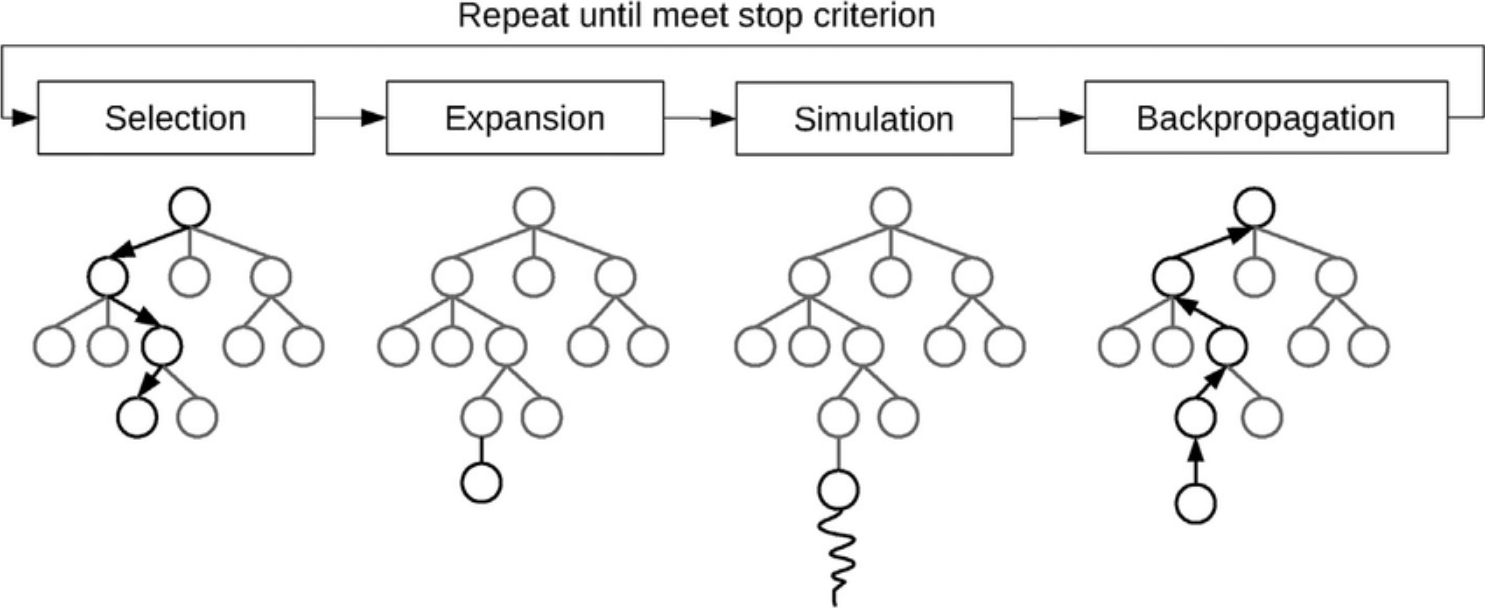 Repeat until meet stop criterion
Selection
Expansion
Simulation
Backpropagation